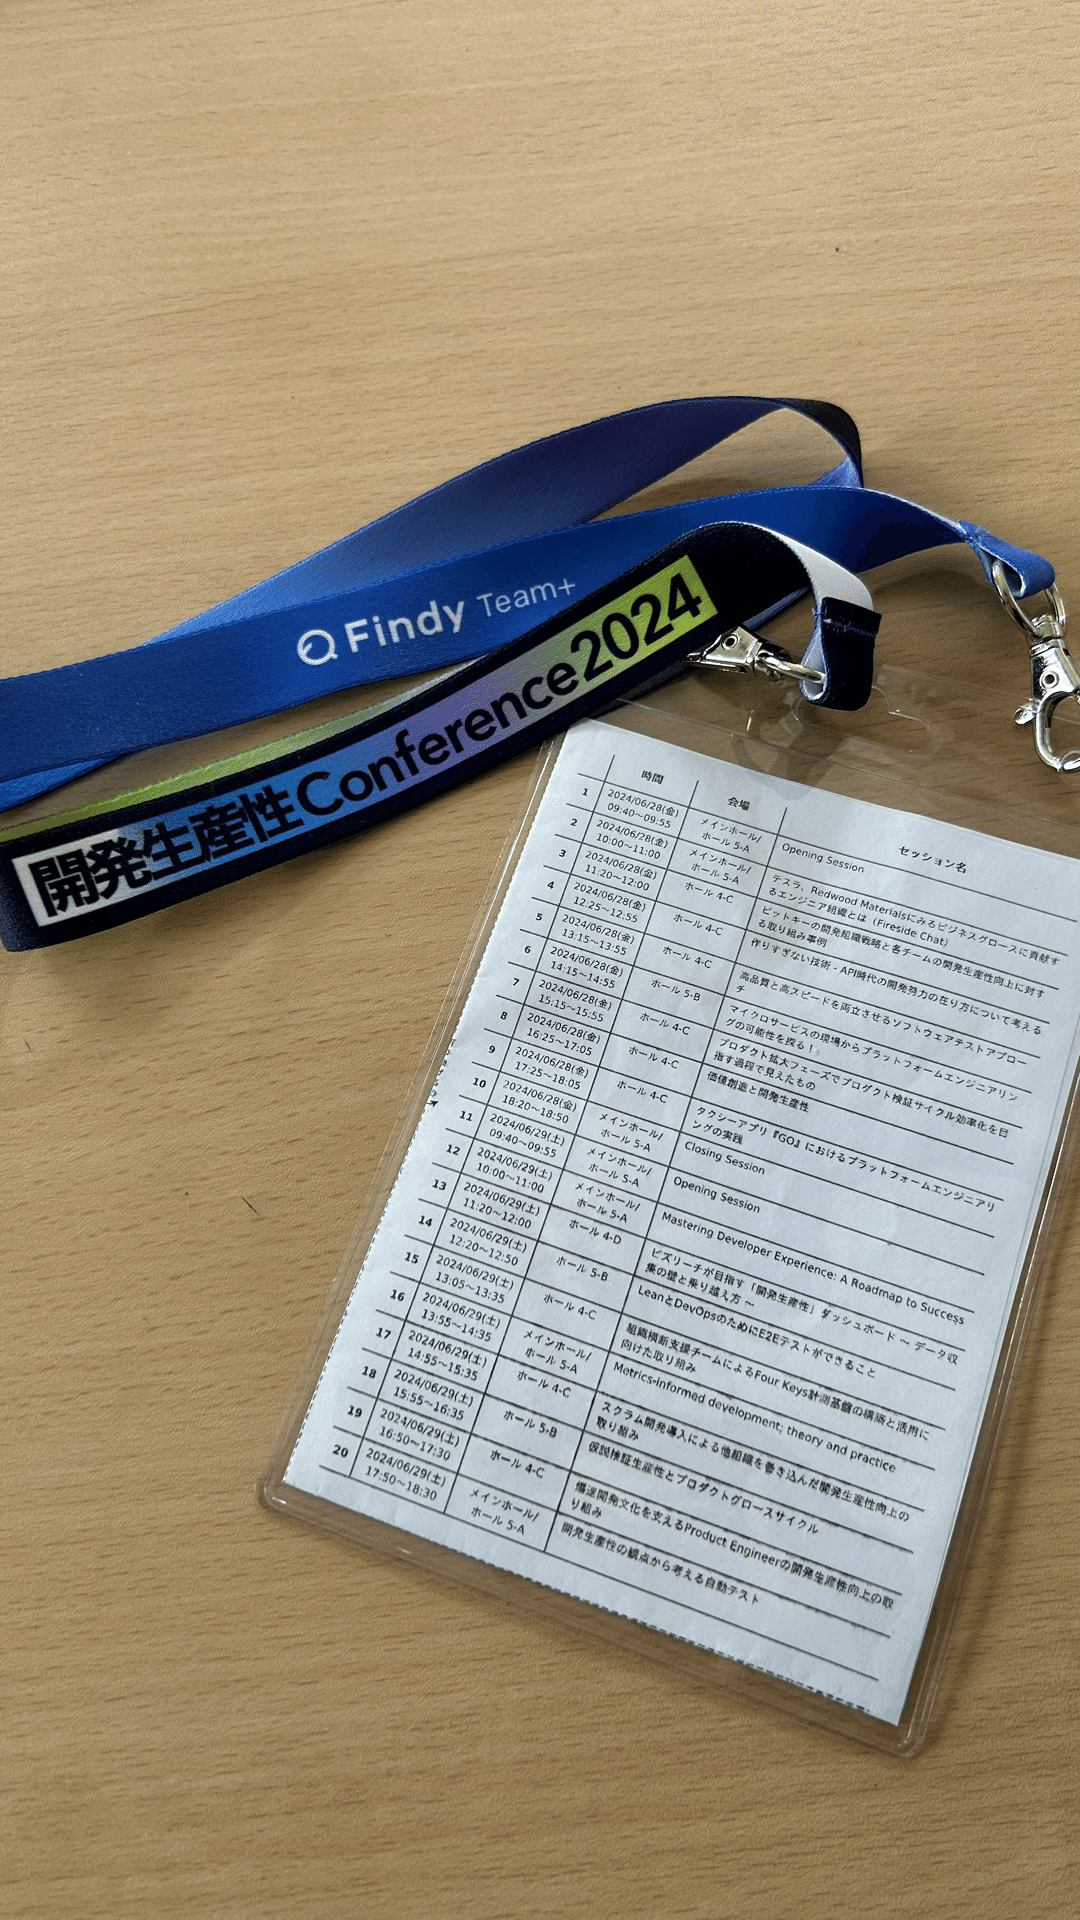 Findy Team+
開発生産性Conference2024
時間 会場 セッション名
1 2024/06/28(金) メインホール/ Opening Session
09:40~09:55 ホール 5-A
2 2024/06/28(金) メインホール/ テスラ、Redwood Materialsにみるビジネスグロースに貢献す
10:00~11:00 ホール 5-A るエンジニア組織とは（Fireside Chat）
3 2024/06/28(金) ホール 4-C ビットキーの開発組織戦略と各チームの開発生産性向上に対す
11:20~12:00 る取り組み事例
4 2024/06/28(金) ホール 4-C 作りすぎない技術・API時代の開発努力の在り方について考える
12:25~12:55
5 2024/06/28(金) ホール 5-B 高品質と高スピードを両立させるソフトウェアテストアプロー
13:15~13:55 チ
6 2024/06/28(金) ホール 4-C マイクロサービスの現場からプラットフォームエンジニアリン
14:15~14:55 グの可能性を探る！
7 2024/06/28(金) ホール 4-C プロダクト拡大フェーズでプロダクト検証サイクル効率化を目
15:15~15:55 指す過程で見えたもの
8 2024/06/28(金) ホール 4-C 価値創造と開発生産性
16:25~17:05
9 2024/06/28(金) タクシーアプリ『GO』におけるプラットフォームエンジニアリ
17:25~18:05 ングの実践
10 2024/06/28(金) メインホール/ Closing Session
18:20~18:50 ホール 5-A
11 2024/06/29(土) メインホール/ Opening Session
09:40~09:55 ホール 5-A
12 2024/06/29(土) メインホール/ Mastering Developer Experience: A Roadmap to Success
10:00~11:00 ホール 5-A
13 2024/06/29(土) ホール 4-D ビズリーチが目指す「開発生産性」ダッシュボード ～ データ収
11:20~12:00 集の壁と乗り越え方 ～
14 2024/06/29(土) ホール 5-B LeanとDevOpsのためにE2Eテストができること
12:20~12:50
15 2024/06/29(土) ホール 4-C 組織横断支援チームによるFour Keys計測基盤の構築と活用に
13:05~13:35 向けた取り組み
16 2024/06/29(土) メインホール/ Metrics-informed development; theory and practice
13:55~14:35 ホール 5-A
17 2024/06/29(土) ホール 4-C スクラム開発導入による他組織を巻き込んだ開発生産性向上の
14:55~15:35 取り組み
18 2024/06/29(土) ホール 5-B 仮説検証生産性とプロダクトグロースサイクル
15:55~16:35
19 2024/06/29(土) ホール 4-C 爆速開発文化を支えるProduct Engineerの開発生産性向上の取
16:50~17:30 り組み
20 2024/06/29(土) メインホール/ 開発生産性の観点から考える自動テスト
17:50~18:30 ホール 5-A